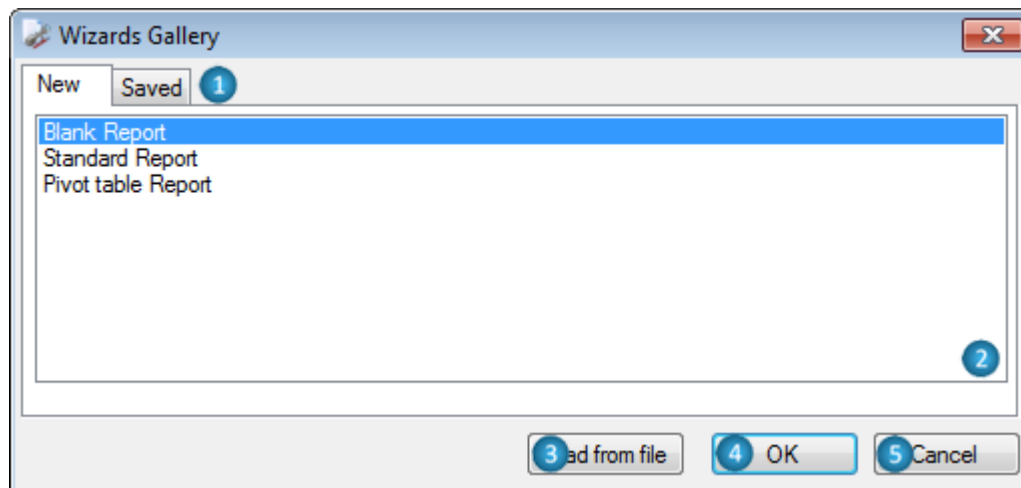 Wizards Gallery
New
Saved
1
Blank Report
Standard Report
Pivot table Report
2
3 ad from file
4 OK
5 Cancel